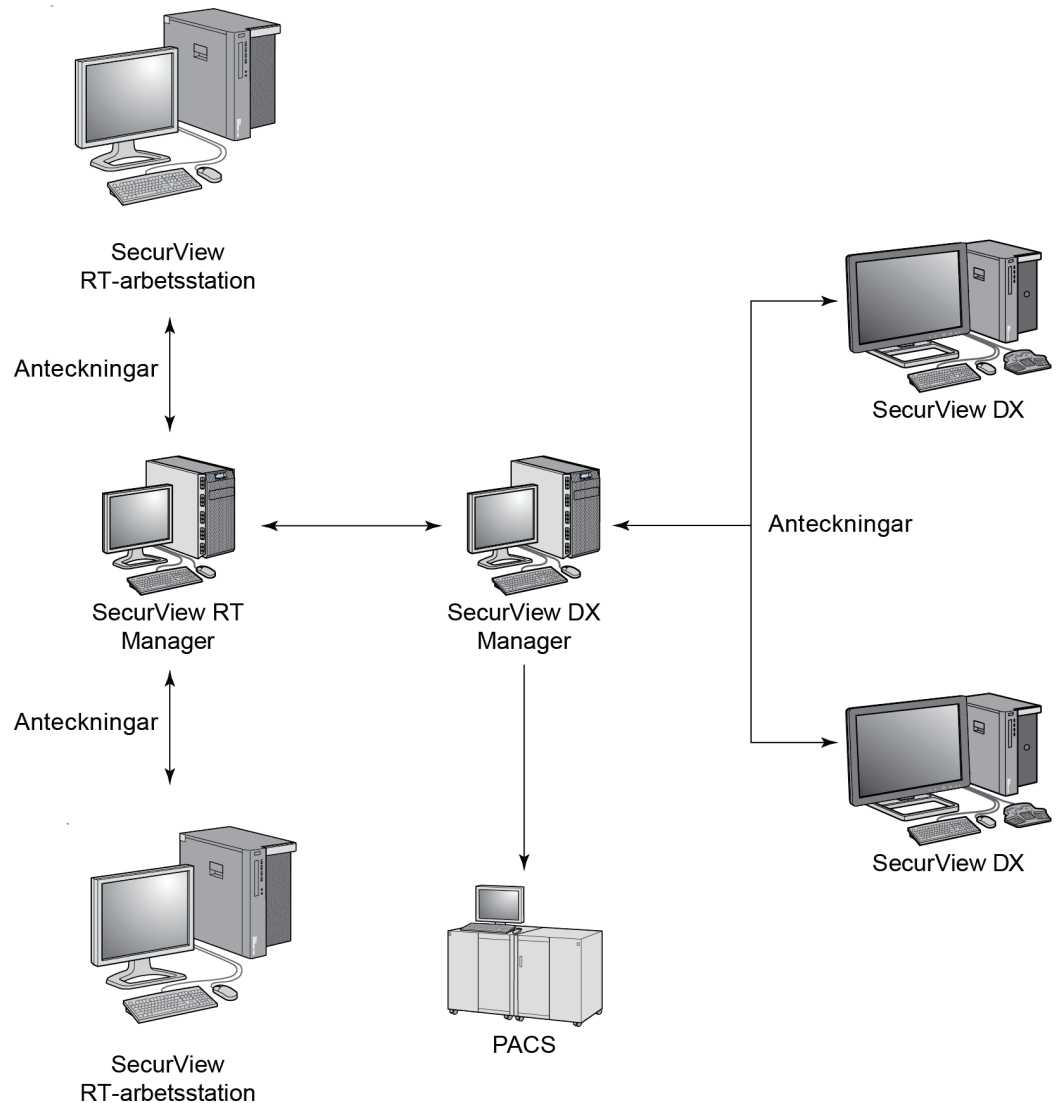 SecurView
RT-arbetsstation
Anteckningar
SecurView DX
SecurView RT
Manager
SecurView DX
Manager
Anteckningar
Anteckningar
SecurView DX
PACS
SecurView
RT-arbetsstation